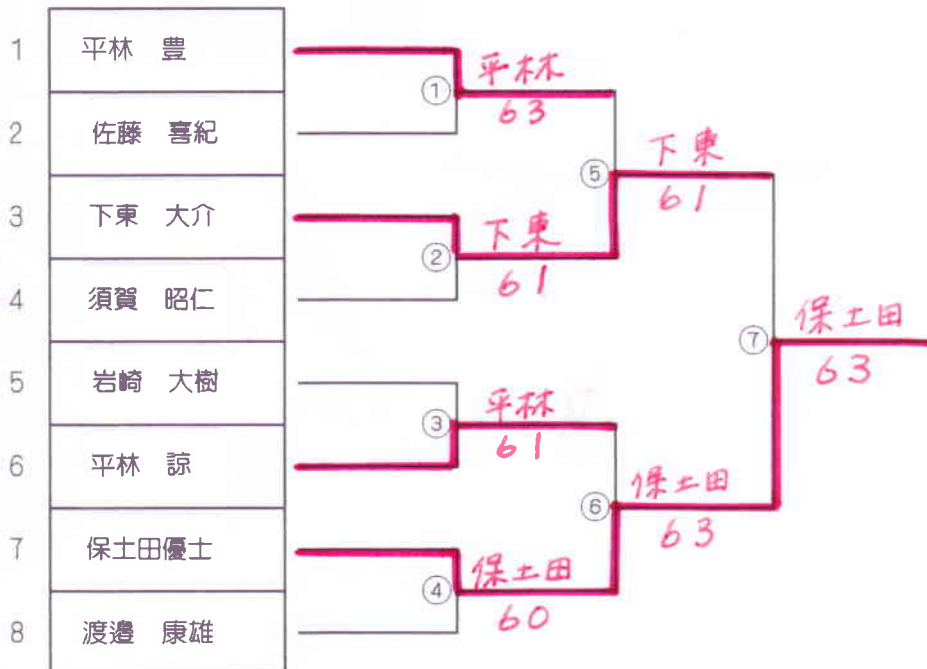 1 平林 豊
2 佐藤 喜紀
3 下東 大介
4 須賀 昭仁
5 岩崎 大樹
6 平林 諒
7 保土田優士
8 渡邉 康雄
① 平林
63
② 下東
61
③ 平林
61
④ 保土田
60
⑤ 下東
61
⑥ 保土田
63
⑦ 保土田
63